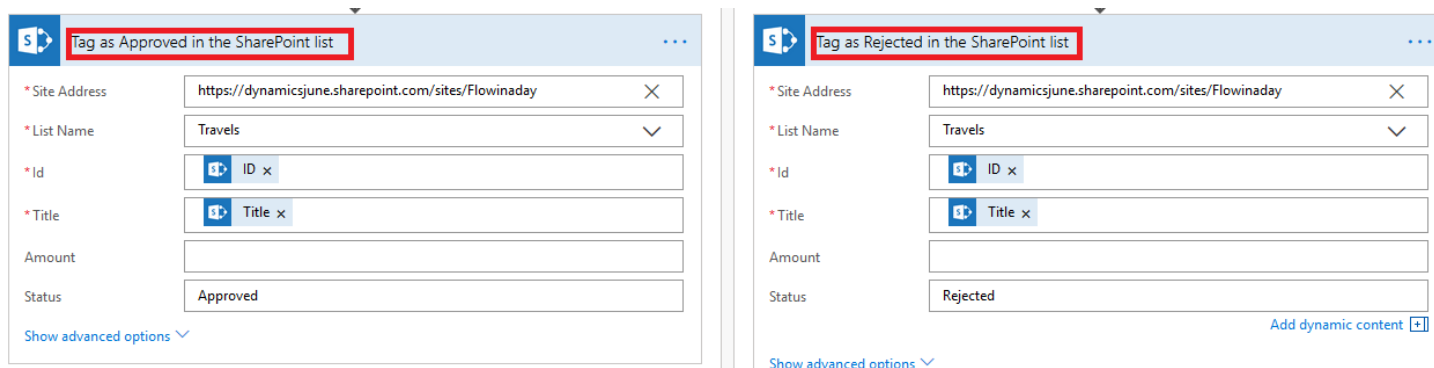 Tag as Approved in the SharePoint list
* Site Address https://dynamicsjune.sharepoint.com/sites/Flowinaday
* List Name Travels
* Id S ID ×
* Title S Title ×
Amount
Status Approved
Show advanced options
Tag as Rejected in the SharePoint list
* Site Address https://dynamicsjune.sharepoint.com/sites/Flowinaday
* List Name Travels
* Id S ID ×
* Title S Title ×
Amount
Status Rejected
Add dynamic content
Show advanced options